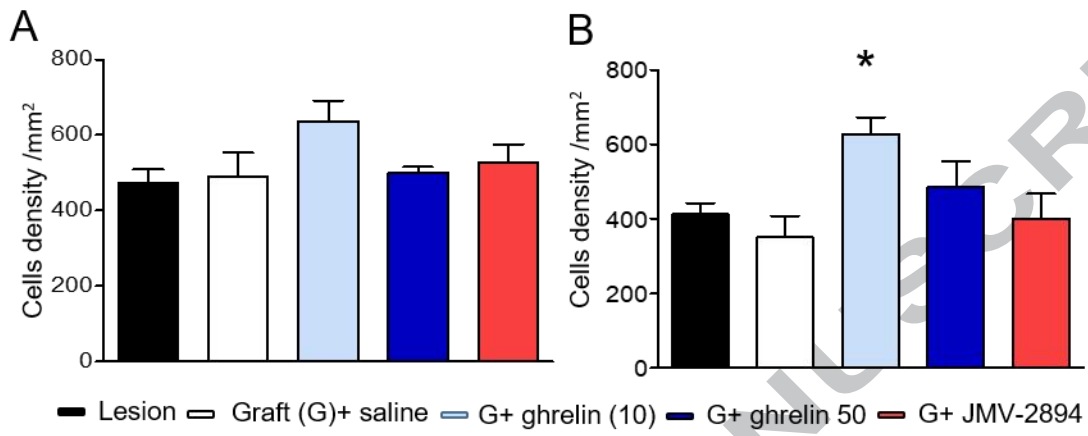 A
800
600
400
200
0
Cells density /mm²
B
*
800
600
400
200
0
Cells density /mm²
Lesion Graft (G)+ saline G+ ghrelin (10) G+ ghrelin 50 G+ JMV-2894